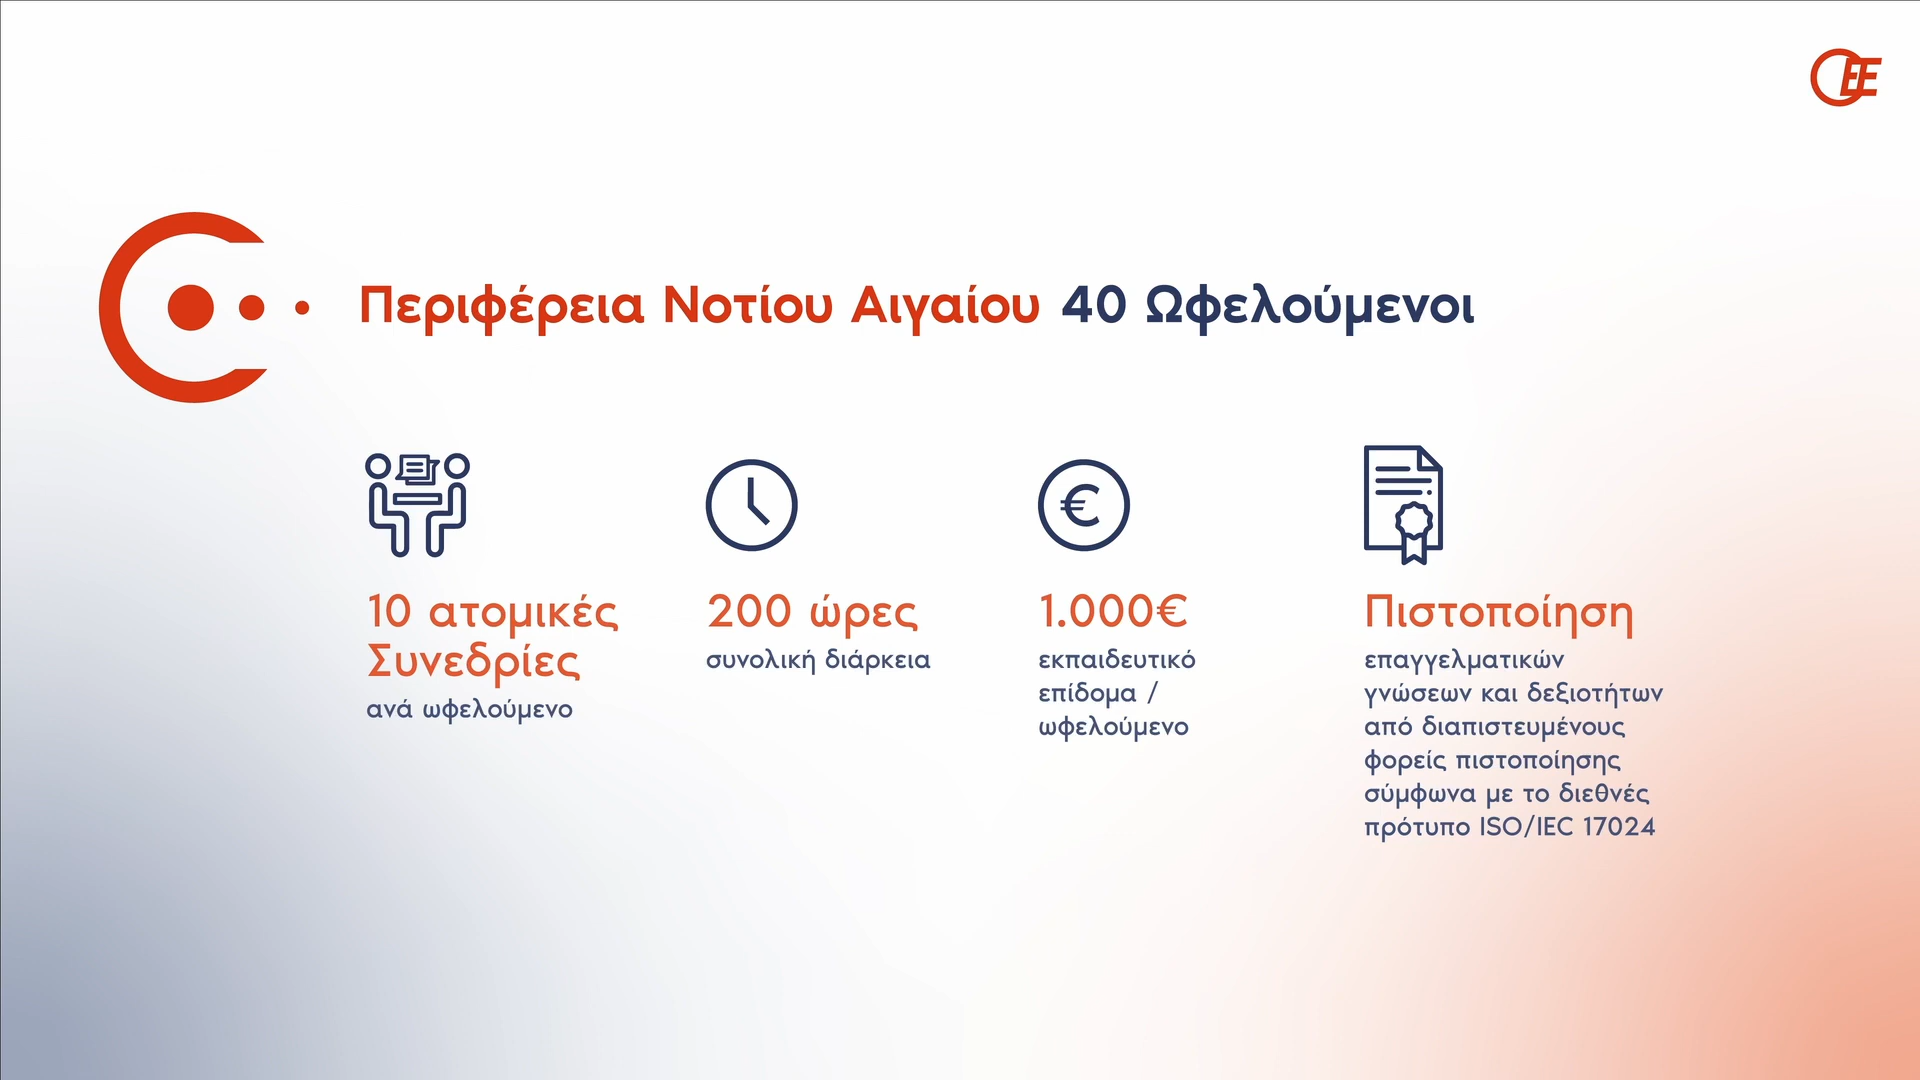 ΟΕΕ
Περιφέρεια Νοτίου Αιγαίου 40 Ωφελούμενοι
10 ατομικές
Συνεδρίες
ανά ωφελούμενο
200 ώρες
συνολική διάρκεια
1.000€
εκπαιδευτικό
επίδομα /
ωφελούμενο
Πιστοποίηση
επαγγελματικών
γνώσεων και δεξιοτήτων
από διαπιστευμένους
φορείς πιστοποίησης
σύμφωνα με το διεθνές
πρότυπο ISO/IEC 17024